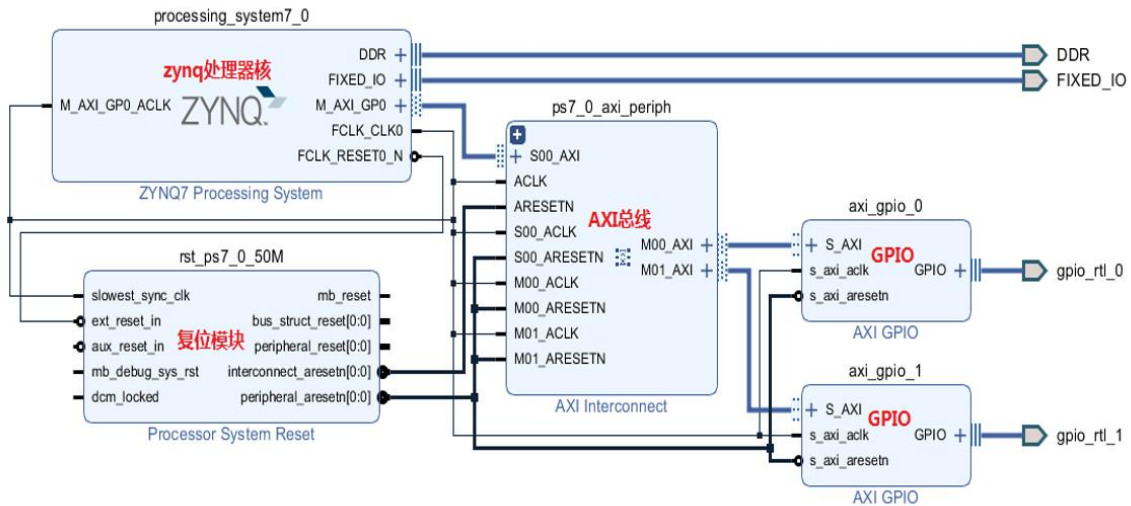 processing_system7_0
zynq处理器核
DDR
FIXED_IO
M_AXI_GP0_ACLK
ZYNQ
M_AXI_GP0
FCLK_CLK0
FCLK_RESET0_N
ZYNQ7 Processing System
DDR
FIXED_IO
ps7_0_axi_periph
S00_AXI
ACLK
ARESETN
S00_ACLK
S00_ARESETN
M00_ACLK
M00_ARESETN
M01_ACLK
M01_ARESETN
AXI总线
M00_AXI
M01_AXI
AXI Interconnect
rst_ps7_0_50M
slowest_sync_clk
ext_reset_in
aux_reset_in
mb_debug_sys_rst
dcm_locked
复位模块
mb_reset
bus_struct_reset[0:0]
peripheral_reset[0:0]
interconnect_aresetn[0:0]
peripheral_aresetn[0:0]
Processor System Reset
axi_gpio_0
S_AXI
GPIO
s_axi_aclk
GPIO
s_axi_aresetn
AXI GPIO
gpio_rtl_0
axi_gpio_1
S_AXI
GPIO
s_axi_aclk
GPIO
s_axi_aresetn
AXI GPIO
gpio_rtl_1